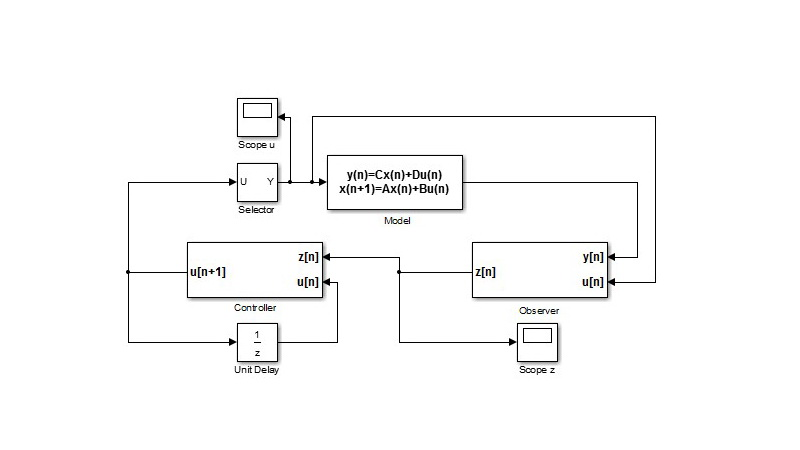 Scope u
U Y
Selector
y(n)=Cx(n)+Du(n)
x(n+1)=Ax(n)+Bu(n)
Model
u[n+1]
z[n]
u[n]
Controller
z[n]
y[n]
u[n]
Observer
1
z
Unit Delay
Scope z